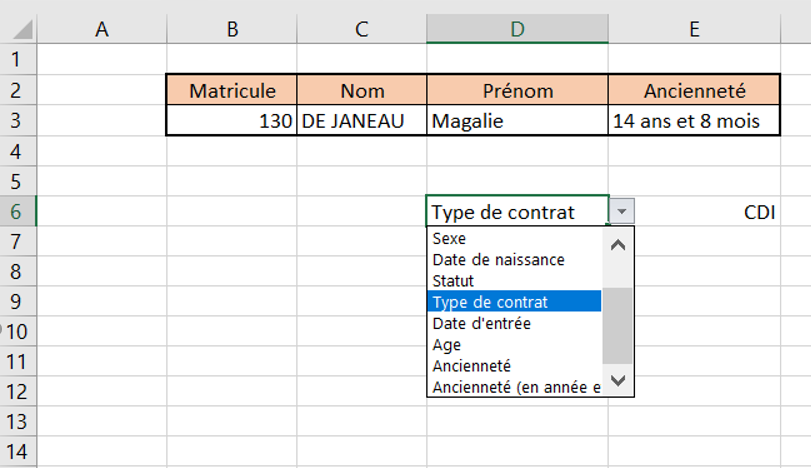 A B C D E
1
2 Matricule Nom Prénom Ancienneté
3 130 DE JANEAU Magalie 14 ans et 8 mois
4
5
6 Type de contrat CDI
7 Sexe
8 Date de naissance
Statut
9 Type de contrat
10 Date d'entrée
11 Age
Ancienneté
12 Ancienneté (en année e
13
14